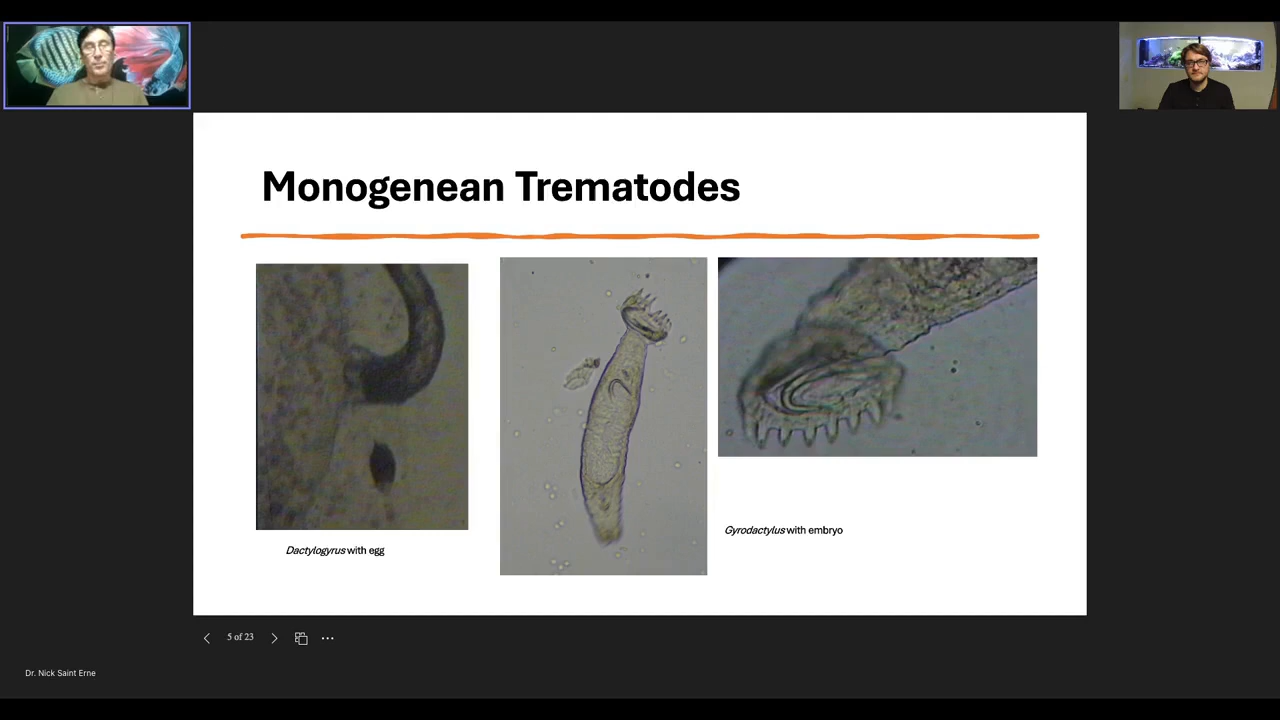 Monogenean Trematodes
Dactylogyrus with egg
Gyrodactylus with embryo
5 of 23
Dr. Nick Saint Erne